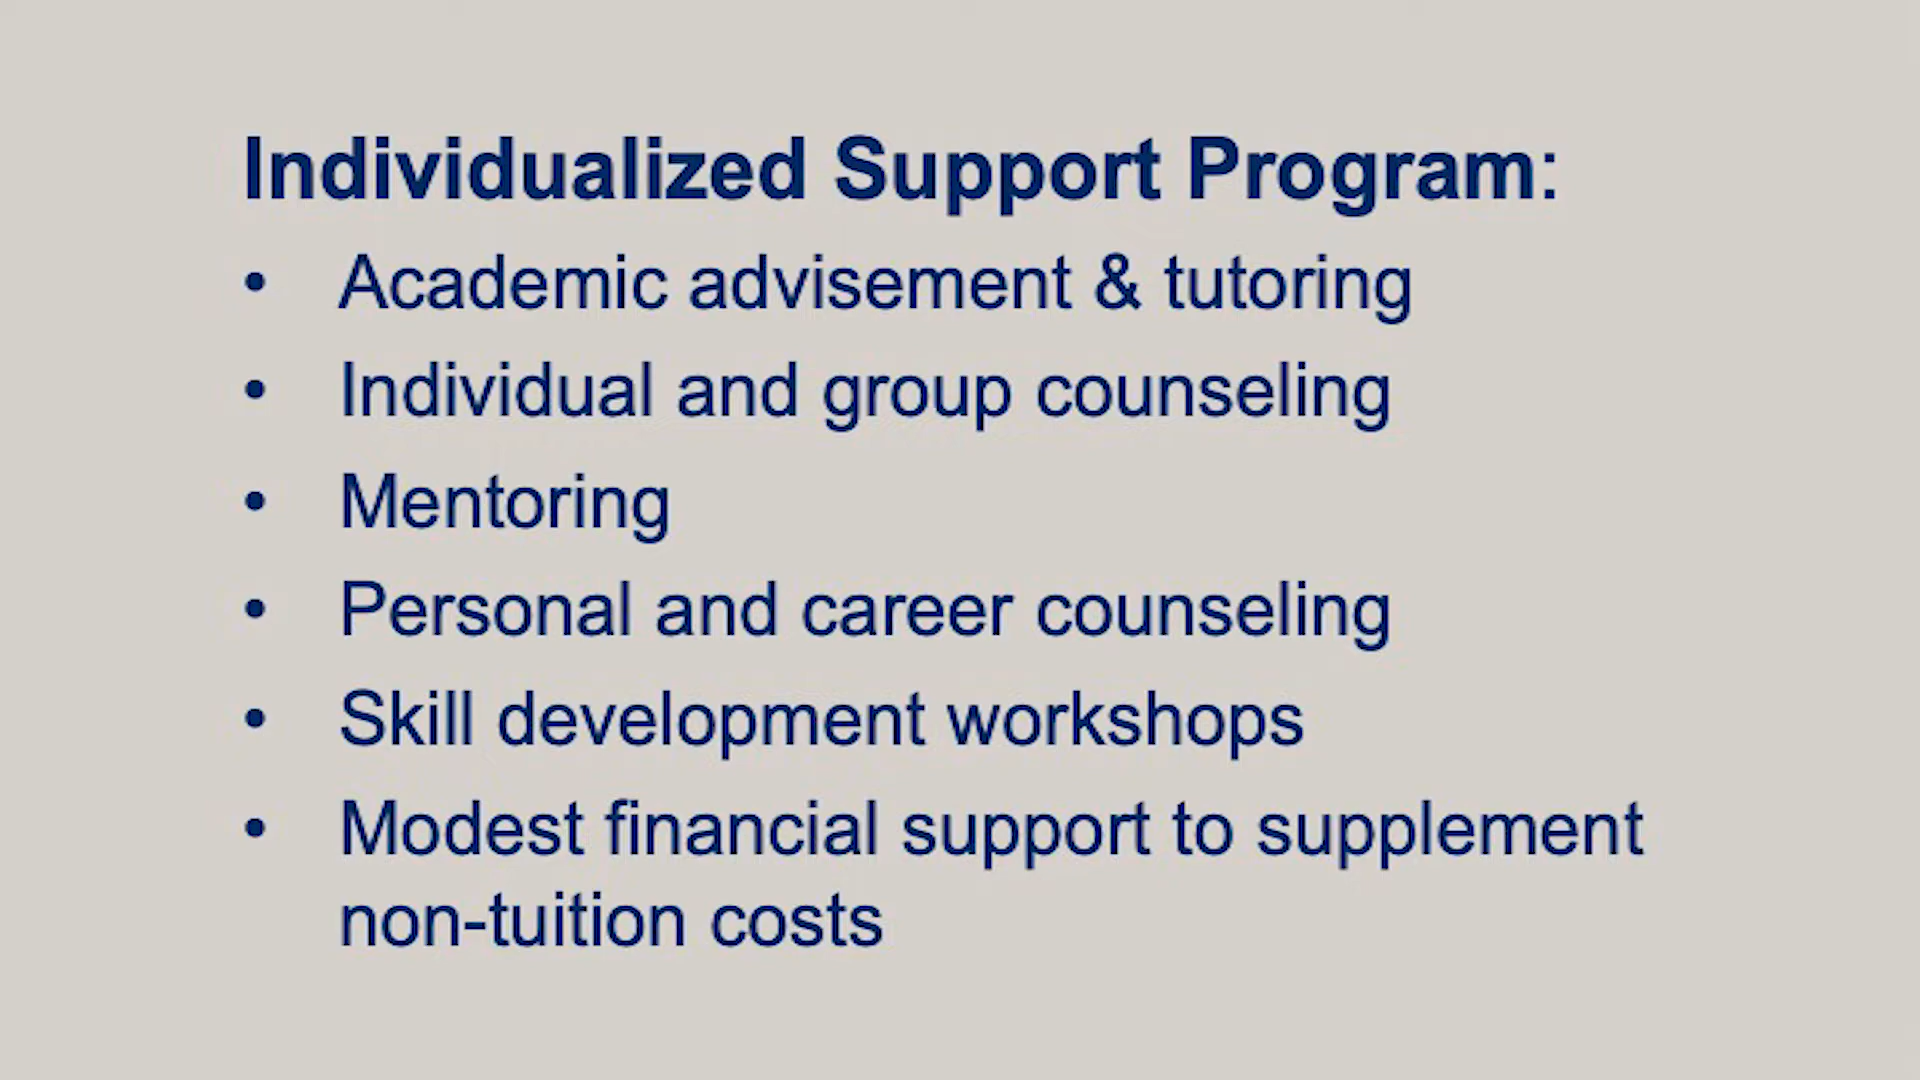 Individualized Support Program:
• Academic advisement & tutoring
• Individual and group counseling
• Mentoring
• Personal and career counseling
• Skill development workshops
• Modest financial support to supplement
non-tuition costs